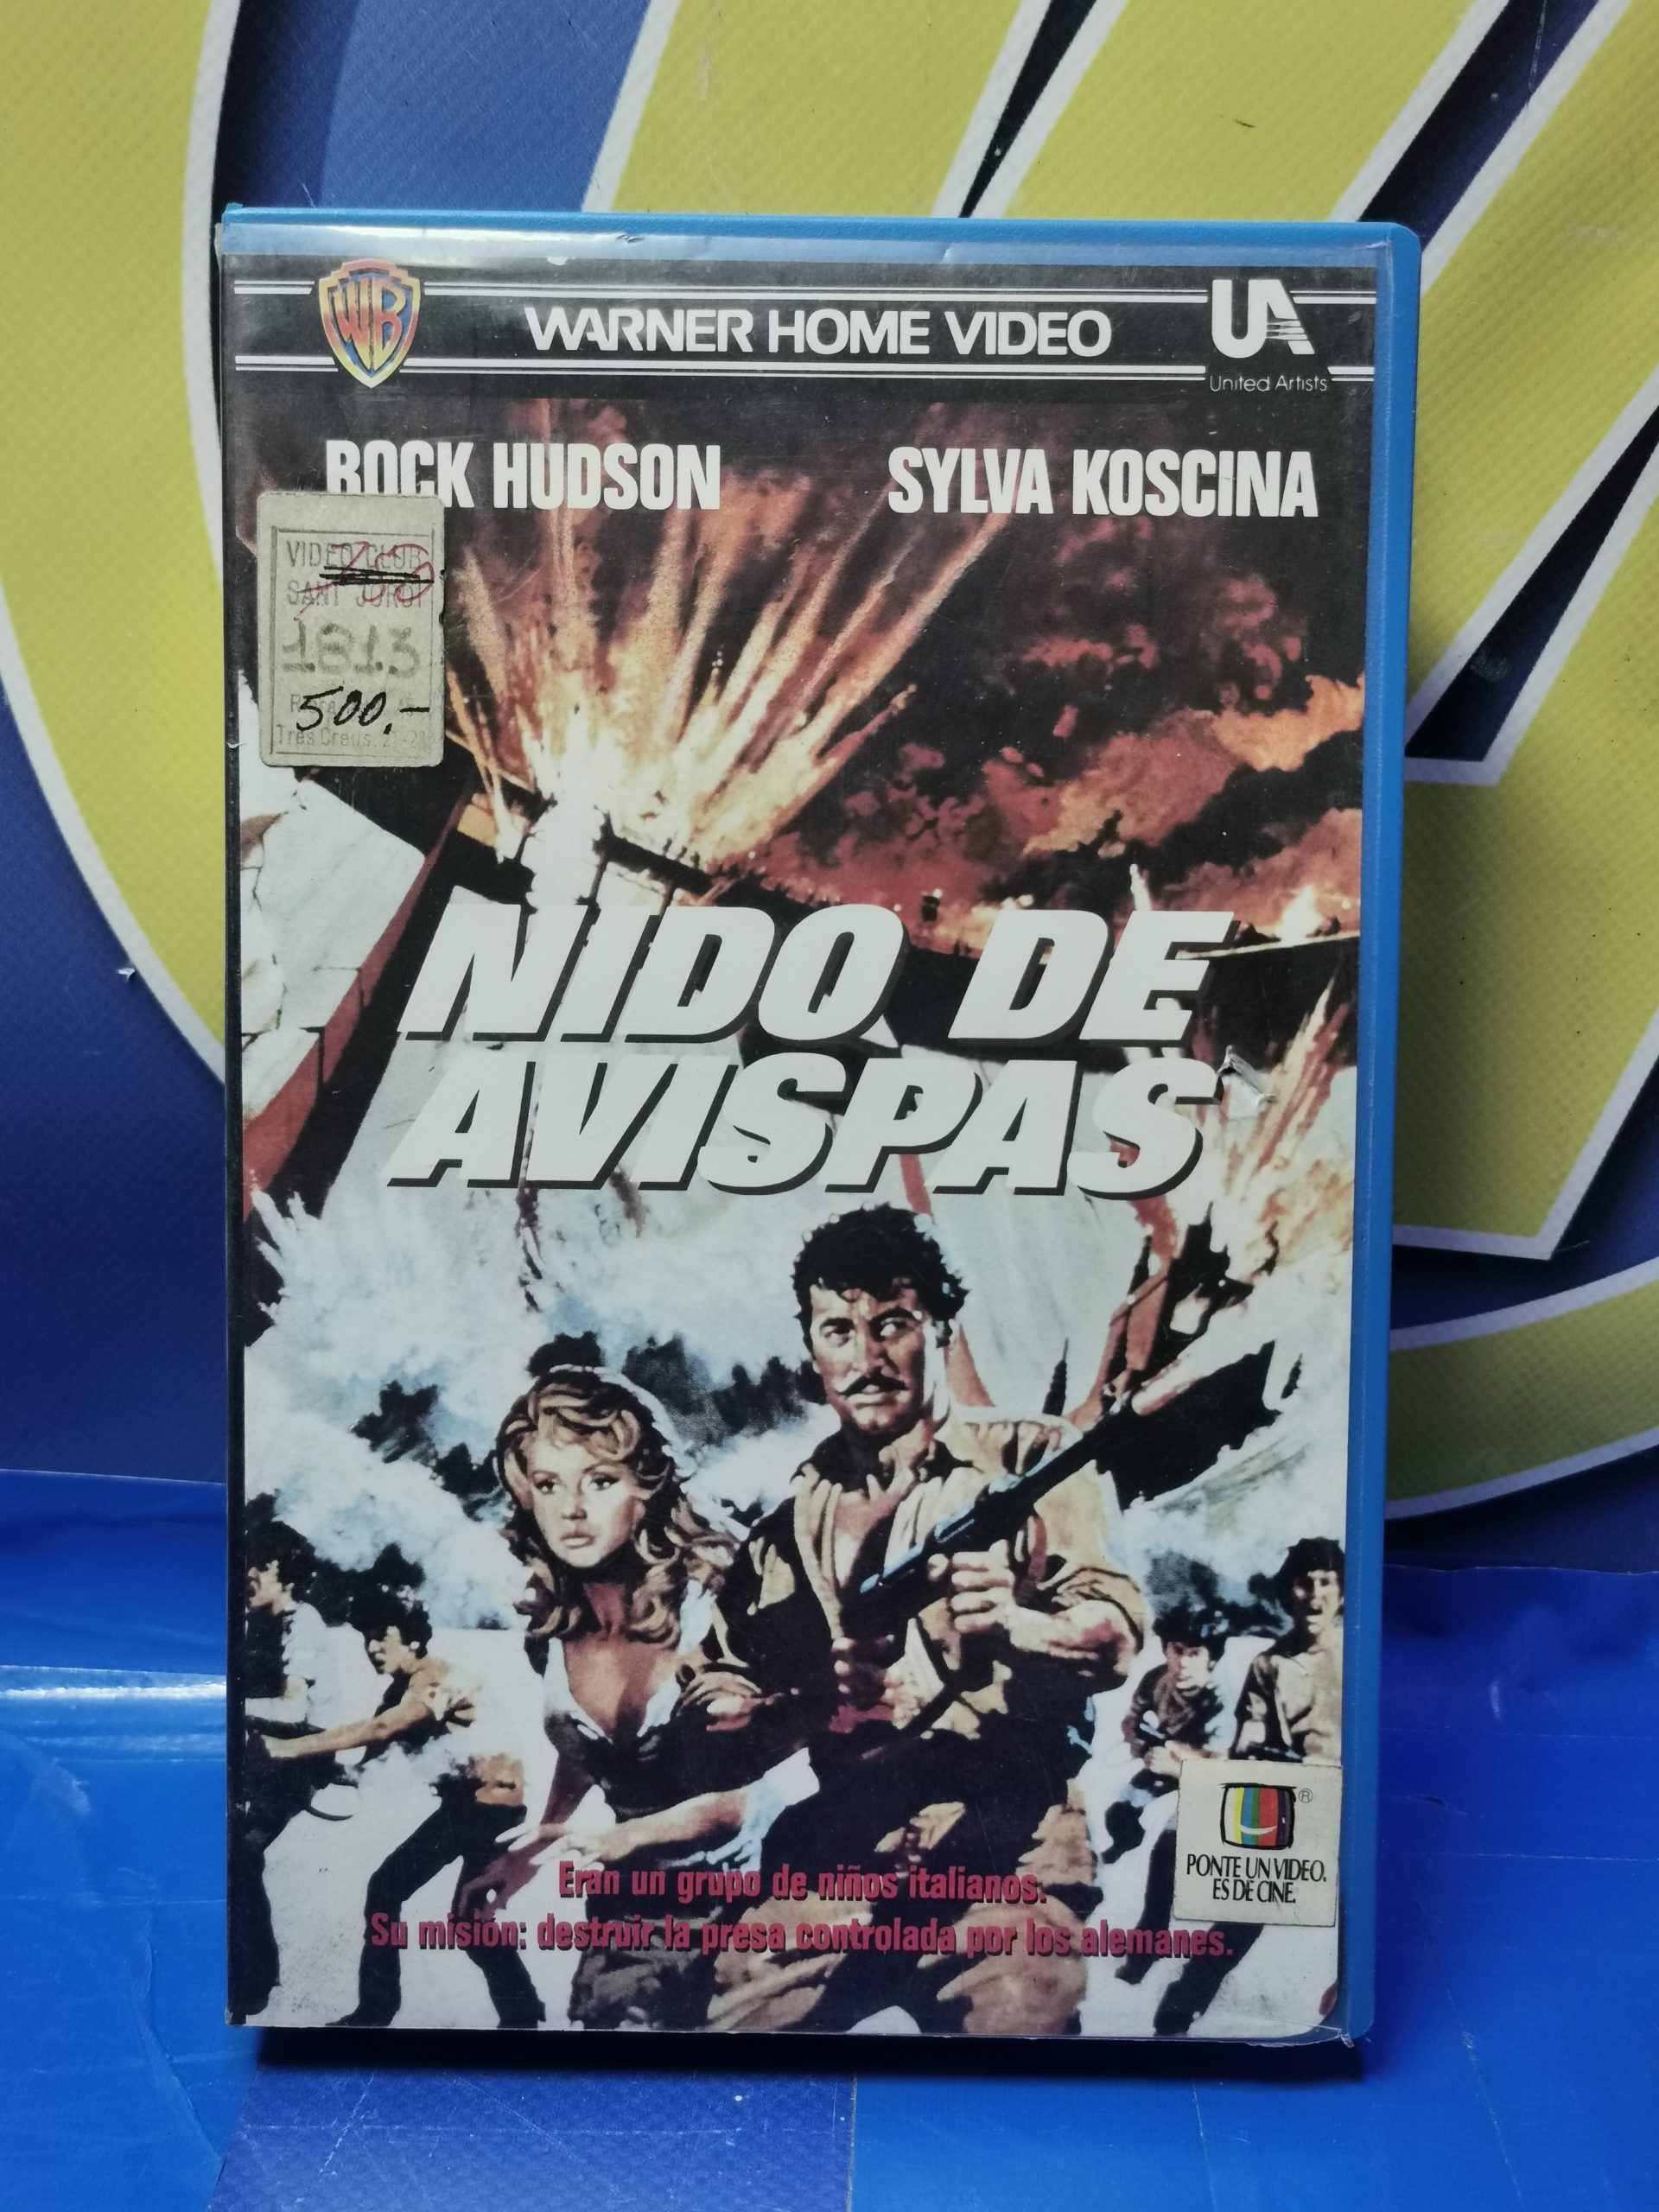 WB
WARNER HOME VIDEO
UA
United Artists
ROCK HUDSON
SYLVA KOSCINA
VIDEO CLUB
SANT JORDI
1813
500,-
Tres Creus,
NIDO DE
AVISPAS
®
PONTE UN VIDEO.
ES DE CINE.
Eran un grupo de niños italianos.
Su misión: destruir la presa controlada por los alemanes.